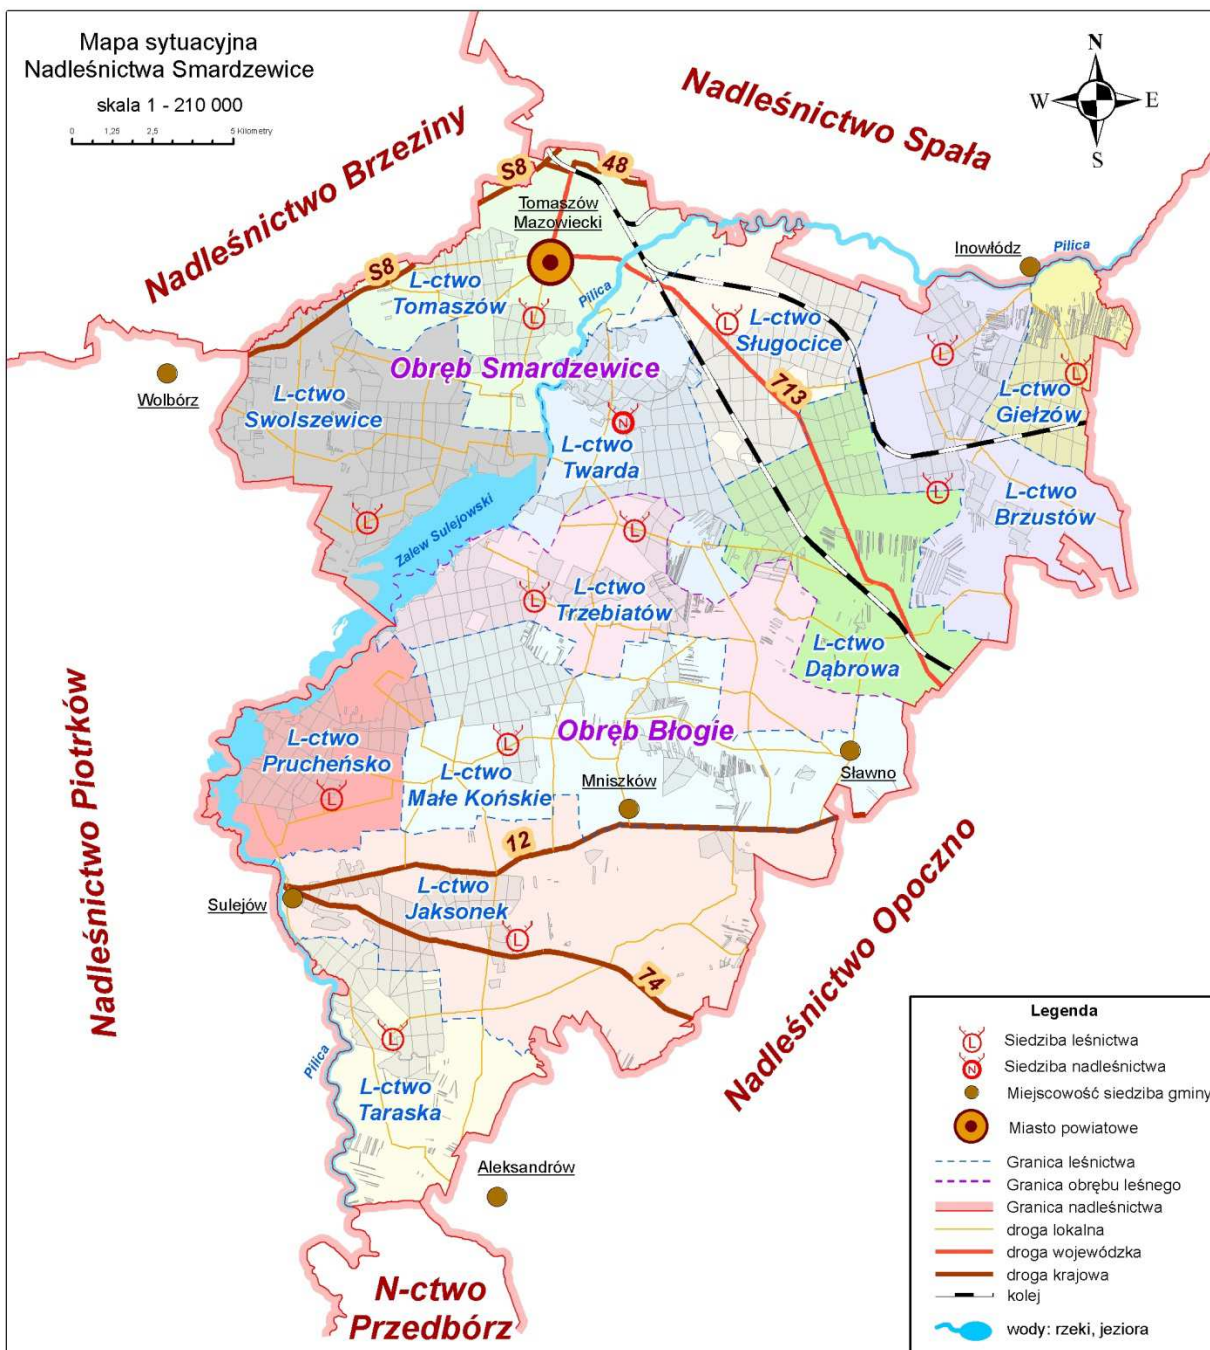 Mapa sytuacyjna
Nadleśnictwa Smardzewice
skala 1 - 210 000
0 1,25 2,5 5 Kilometry
N
W
E
S
Nadleśnictwo Brzeziny
Nadleśnictwo Spała
S8
48
Tomaszów
Mazowiecki
Inowłódz
Pilica
S8
L-ctwo
Tomaszów
Pilica
L
L
L-ctwo
Sługocice
L
L
Obręb Smardzewice
713
Wolbórz
L-ctwo
Swolszewice
L-ctwo
Giełzów
N
L-ctwo
Twarda
L
L-ctwo
Brzustów
L
Zalew Sulejowski
L
L
L-ctwo
Trzebiatów
L-ctwo
Dąbrowa
Nadleśnictwo Piotrków
L-ctwo
Prucheńsko
L
Obręb Błogie
L
L-ctwo
Małe Końskie
Mniszków
Sławno
12
Nadleśnictwo Opoczno
Sulejów
L-ctwo
Jaksonek
L
74
L
Pilica
L-ctwo
Taraska
Aleksandrów
N-ctwo
Przedbórz
Legenda
L Siedziba leśnictwa
N Siedziba nadleśnictwa
Miejscowość siedziba gminy
Miasto powiatowe
Granica leśnictwa
Granica obrębu leśnego
Granica nadleśnictwa
droga lokalna
droga wojewódzka
droga krajowa
kolej
wody: rzeki, jeziora